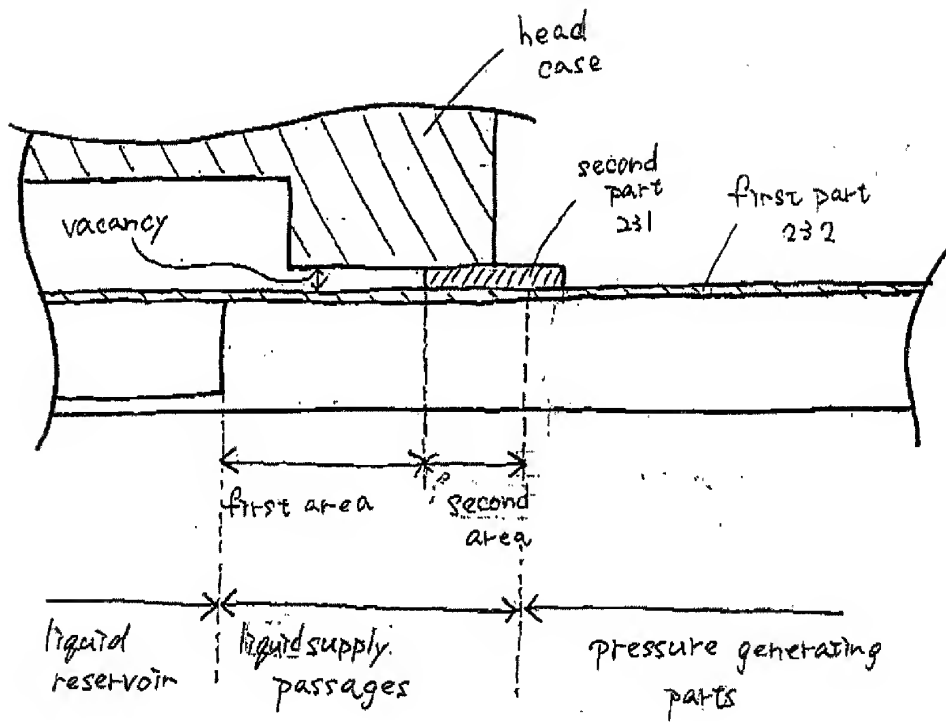 head
case
second
part
231
first part
232
vacancy
first area
second
area
liquid
reservoir
liquid supply
passages
pressure generating
parts